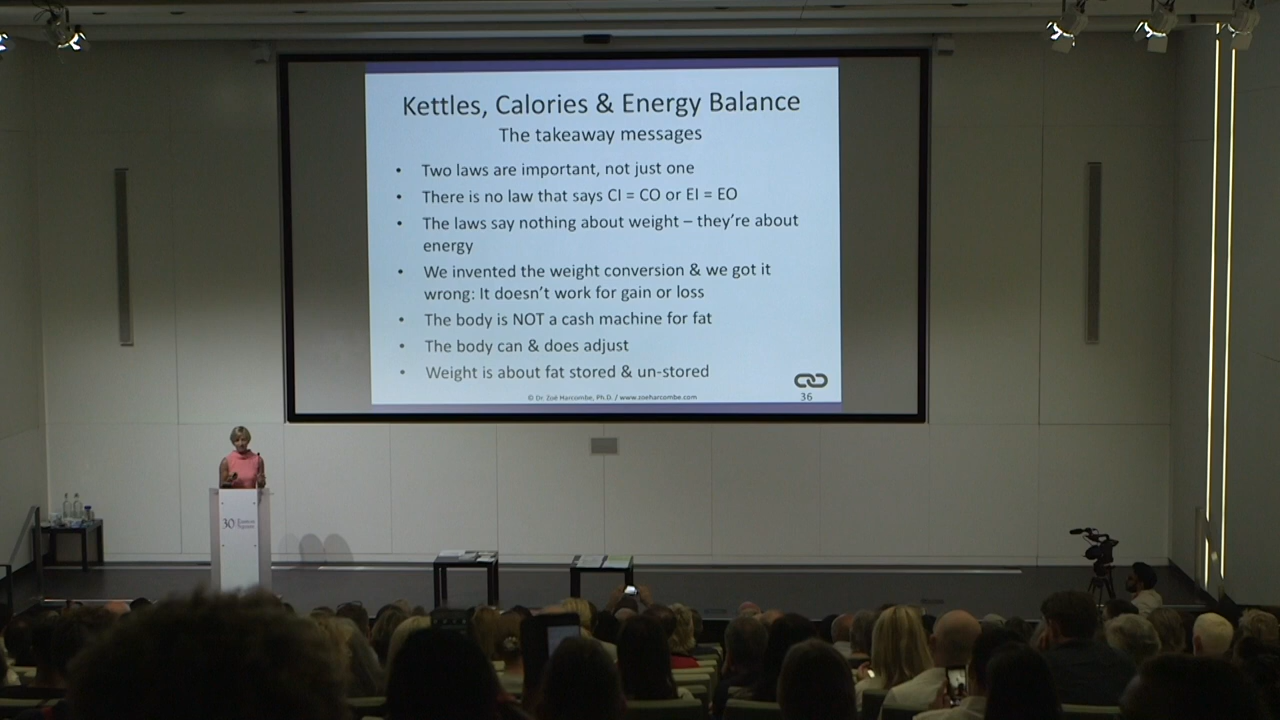 Kettles, Calories & Energy Balance
The takeaway messages
• Two laws are important, not just one
• There is no law that says CI = CO or EI = EO
• The laws say nothing about weight – they're about
energy
• We invented the weight conversion & we got it
wrong: It doesn't work for gain or loss
• The body is NOT a cash machine for fat
• The body can & does adjust
• Weight is about fat stored & un-stored
© Dr. Zoë Harcombe, Ph.D. / www.zoeharcombe.com
36
30